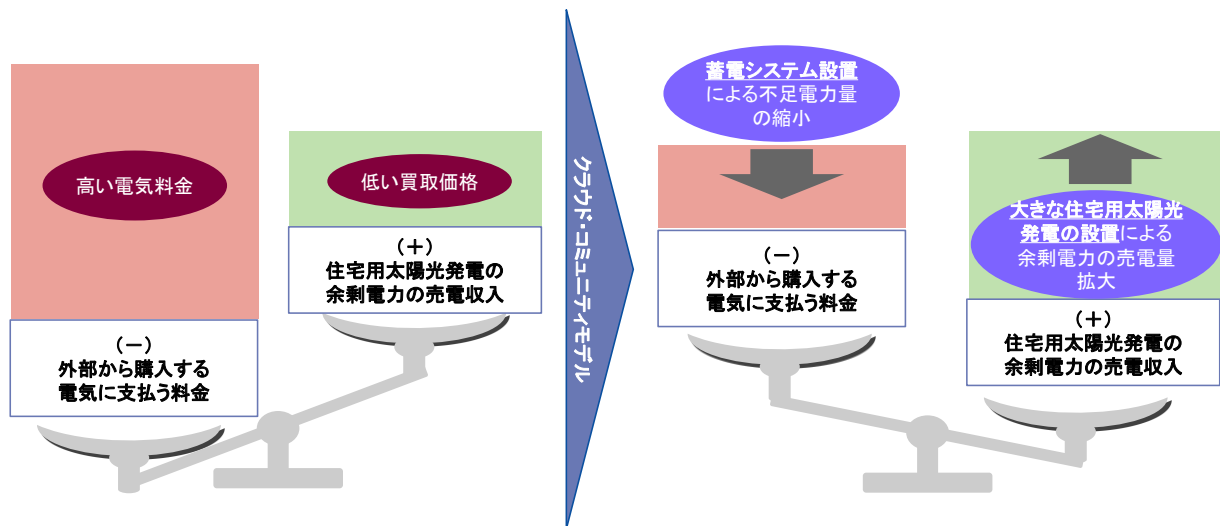 高い電気料金
(-)
外部から購入する
電気に支払う料金
低い買取価格
(+)
住宅用太陽光発電の
余剰電力の売電収入
クラウド・コミュニティモデル
蓄電システム設置
による不足電力量
の縮小
(-)
外部から購入する
電気に支払う料金
大きな住宅用太陽光
発電の設置による
余剰電力の売電量
拡大
(+)
住宅用太陽光発電の
余剰電力の売電収入